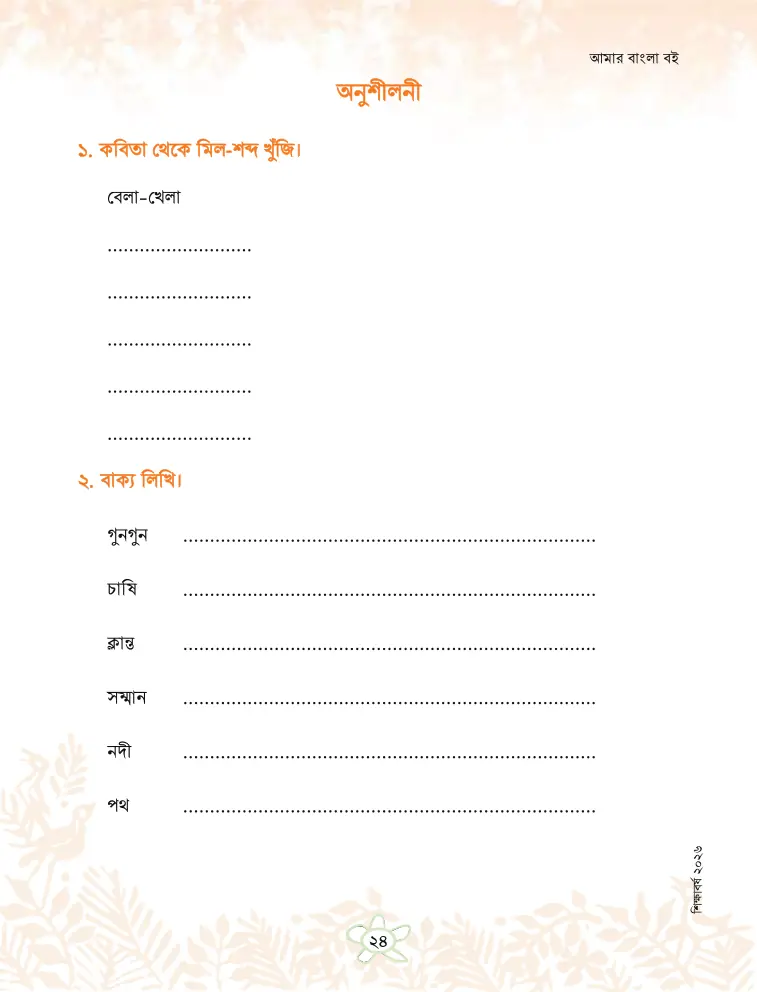 আমার বাংলা বই
অনুশীলনী
১. কবিতা থেকে মিল-শব্দ খুঁজি।
বেলা–খেলা
...........................
...........................
...........................
...........................
...........................
২. বাক্য লিখি।
গুনগুন ..............................................................................
চাষি ..............................................................................
ক্লান্ত ..............................................................................
সম্মান ..............................................................................
নদী ..............................................................................
পথ ..............................................................................
শিক্ষাবর্ষ ২০২৬
২৪